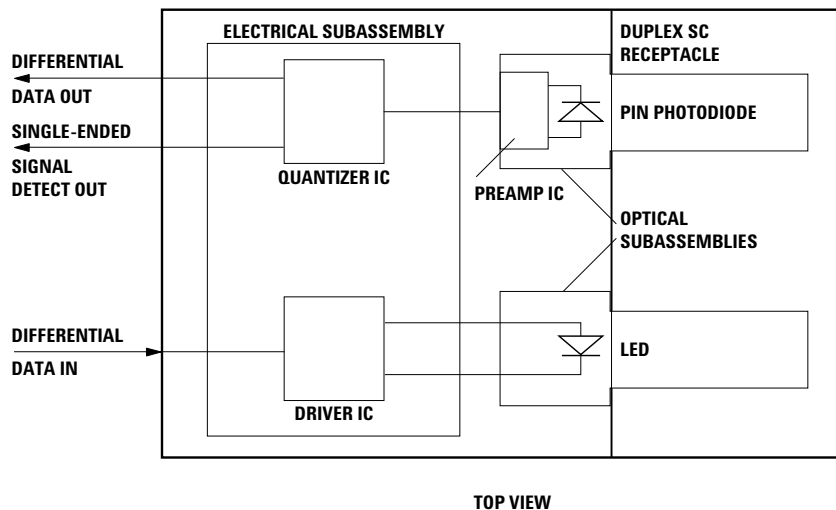 ELECTRICAL SUBASSEMBLY
DUPLEX SC
RECEPTACLE
DIFFERENTIAL
DATA OUT
SINGLE-ENDED
SIGNAL
DETECT OUT
QUANTIZER IC
PREAMP IC
PIN PHOTODIODE
OPTICAL
SUBASSEMBLIES
DIFFERENTIAL
DATA IN
DRIVER IC
LED
TOP VIEW